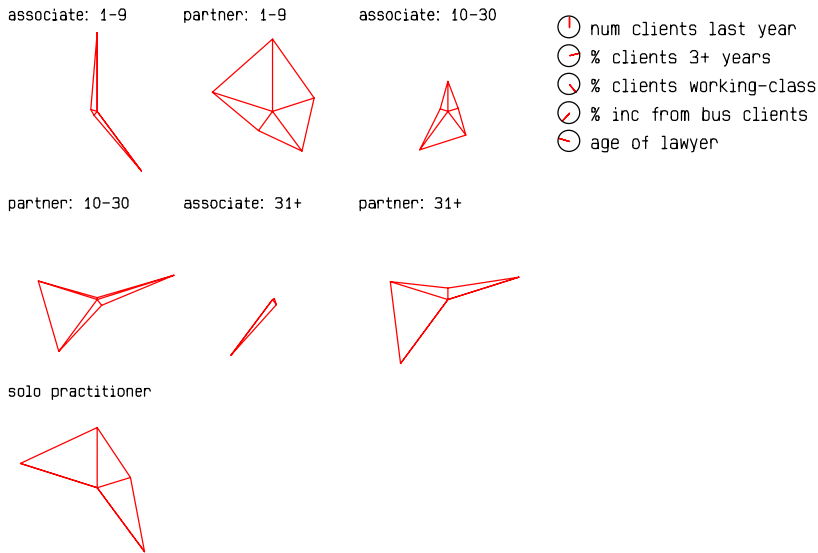 associate: 1-9
partner: 1-9
associate: 10-30
num clients last year
% clients 3+ years
% clients working-class
% inc from bus clients
age of lawyer
partner: 10-30
associate: 31+
partner: 31+
solo practitioner